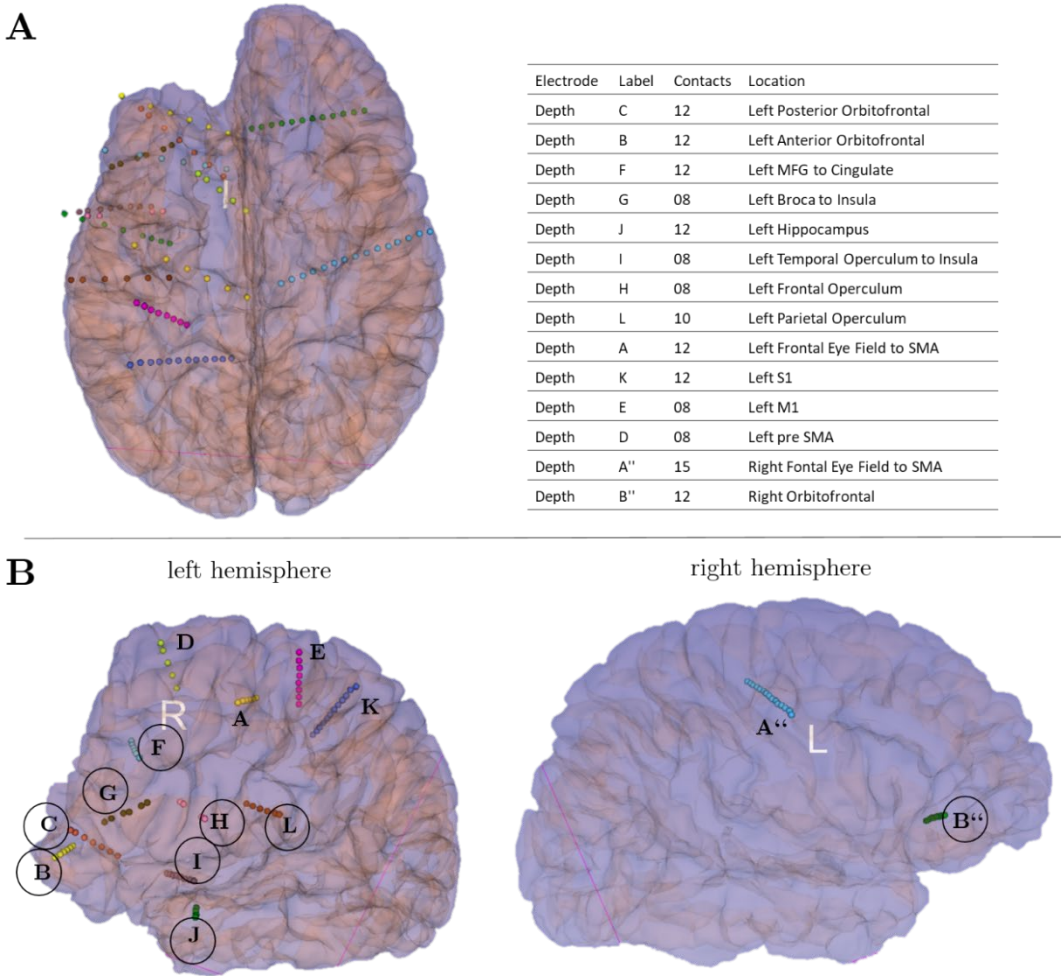 A
Electrode Label Contacts Location
Depth C 12 Left Posterior Orbitofrontal
Depth B 12 Left Anterior Orbitofrontal
Depth F 12 Left MFG to Cingulate
Depth G 08 Left Broca to Insula
Depth J 12 Left Hippocampus
Depth I 08 Left Temporal Operculum to Insula
Depth H 08 Left Frontal Operculum
Depth L 10 Left Parietal Operculum
Depth A 12 Left Frontal Eye Field to SMA
Depth K 12 Left S1
Depth E 08 Left M1
Depth D 08 Left pre SMA
Depth A'' 15 Right Fontal Eye Field to SMA
Depth B'' 12 Right Orbitofrontal
I
B
left hemisphere
right hemisphere
D
E
K
A
R
F
G
C
H
L
B
I
J
A“
L
B“